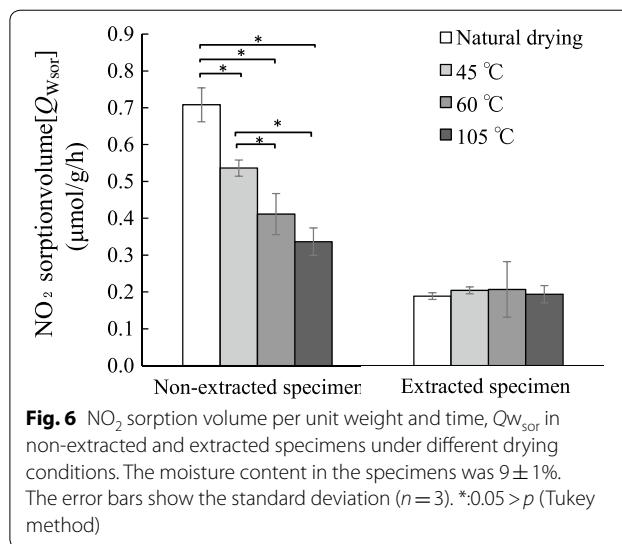 0.9
0.8
0.7
0.6
0.5
0.4
0.3
0.2
0.1
0.0
NO₂ sorptionvolume[Qwsor]
(μmol/g/h)
*
*
*
*
*
*
Natural drying
45 ℃
60 ℃
105 ℃
Non-extracted specimen
Extracted specimen
Fig. 6 NO₂ sorption volume per unit weight and time, Qwsor in
non-extracted and extracted specimens under different drying
conditions. The moisture content in the specimens was 9 ± 1%.
The error bars show the standard deviation (n = 3). *:0.05 > p (Tukey
method)